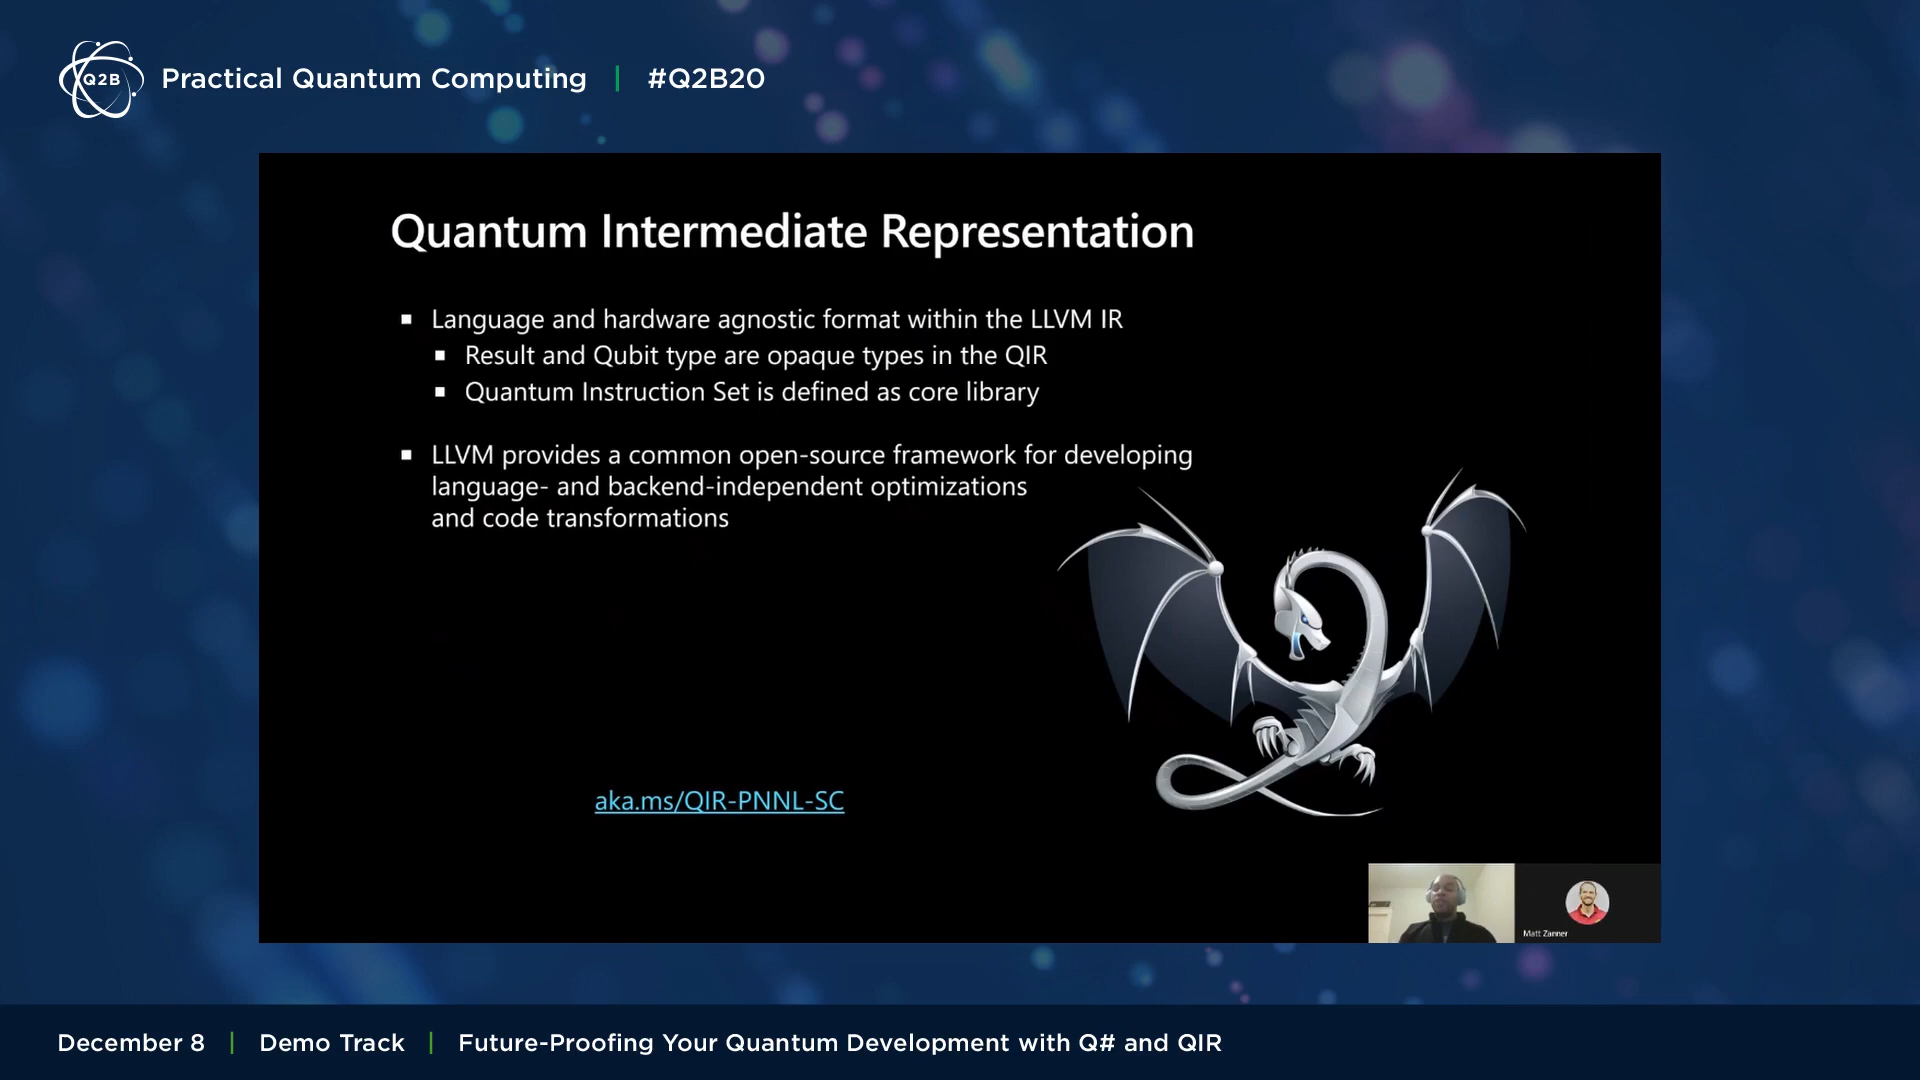 Q2B
Practical Quantum Computing | #Q2B20
Quantum Intermediate Representation
▪ Language and hardware agnostic format within the LLVM IR
▪ Result and Qubit type are opaque types in the QIR
▪ Quantum Instruction Set is defined as core library
▪ LLVM provides a common open-source framework for developing
language- and backend-independent optimizations
and code transformations
aka.ms/QIR-PNNL-SC
Matt Zanner
December 8 | Demo Track | Future-Proofing Your Quantum Development with Q# and QIR